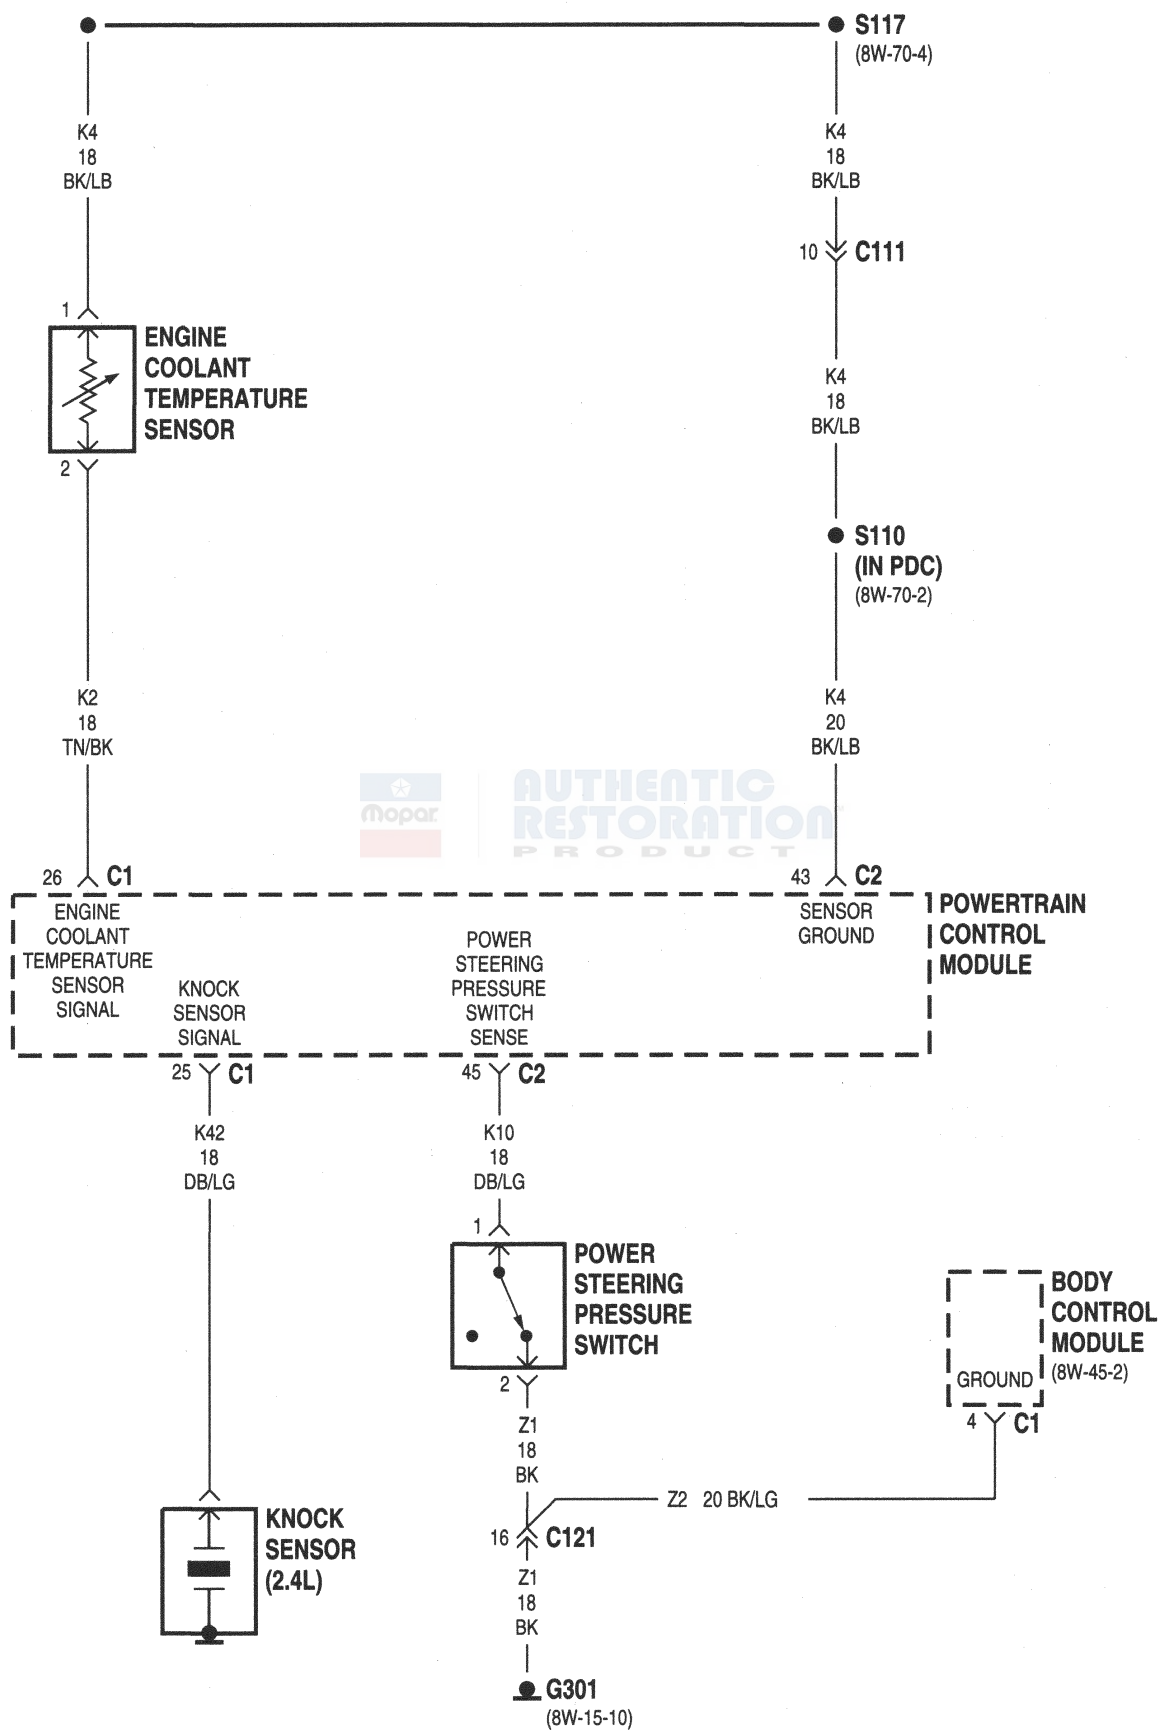 S117
(8W-70-4)
K4
18
BK/LB
K4
18
BK/LB
10
C111
1
ENGINE
COOLANT
TEMPERATURE
SENSOR
2
K4
18
BK/LB
S110
(IN PDC)
(8W-70-2)
K2
18
TN/BK
K4
20
BK/LB
Mopar
AUTHENTIC
RESTORATION
PRODUCT
26
C1
43
C2
ENGINE
COOLANT
TEMPERATURE
SENSOR
SIGNAL
KNOCK
SENSOR
SIGNAL
POWER
STEERING
PRESSURE
SWITCH
SENSE
SENSOR
GROUND
POWERTRAIN
CONTROL
MODULE
25
C1
45
C2
K42
18
DB/LG
K10
18
DB/LG
1
POWER
STEERING
PRESSURE
SWITCH
2
BODY
CONTROL
MODULE
(8W-45-2)
GROUND
4
C1
Z1
18
BK
Z2 20 BK/LG
16
C121
KNOCK
SENSOR
(2.4L)
Z1
18
BK
G301
(8W-15-10)